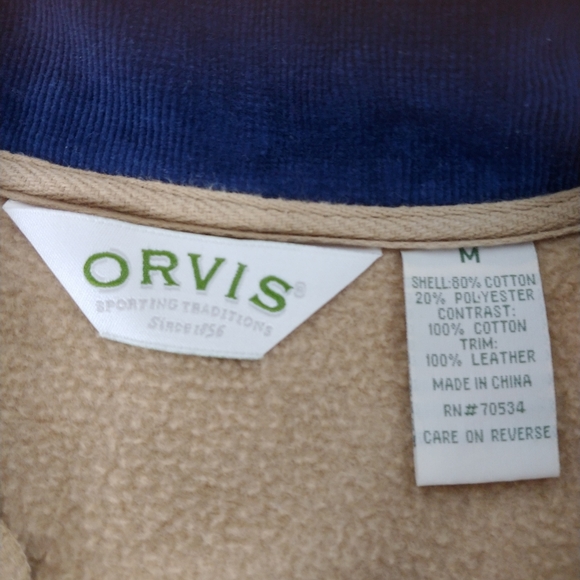 ORVIS®
SPORTING TRADITIONS
Since 1856
M
SHELL:80% COTTON
20% POLYESTER
CONTRAST:
100% COTTON
TRIM:
100% LEATHER
MADE IN CHINA
RN#70534
CARE ON REVERSE